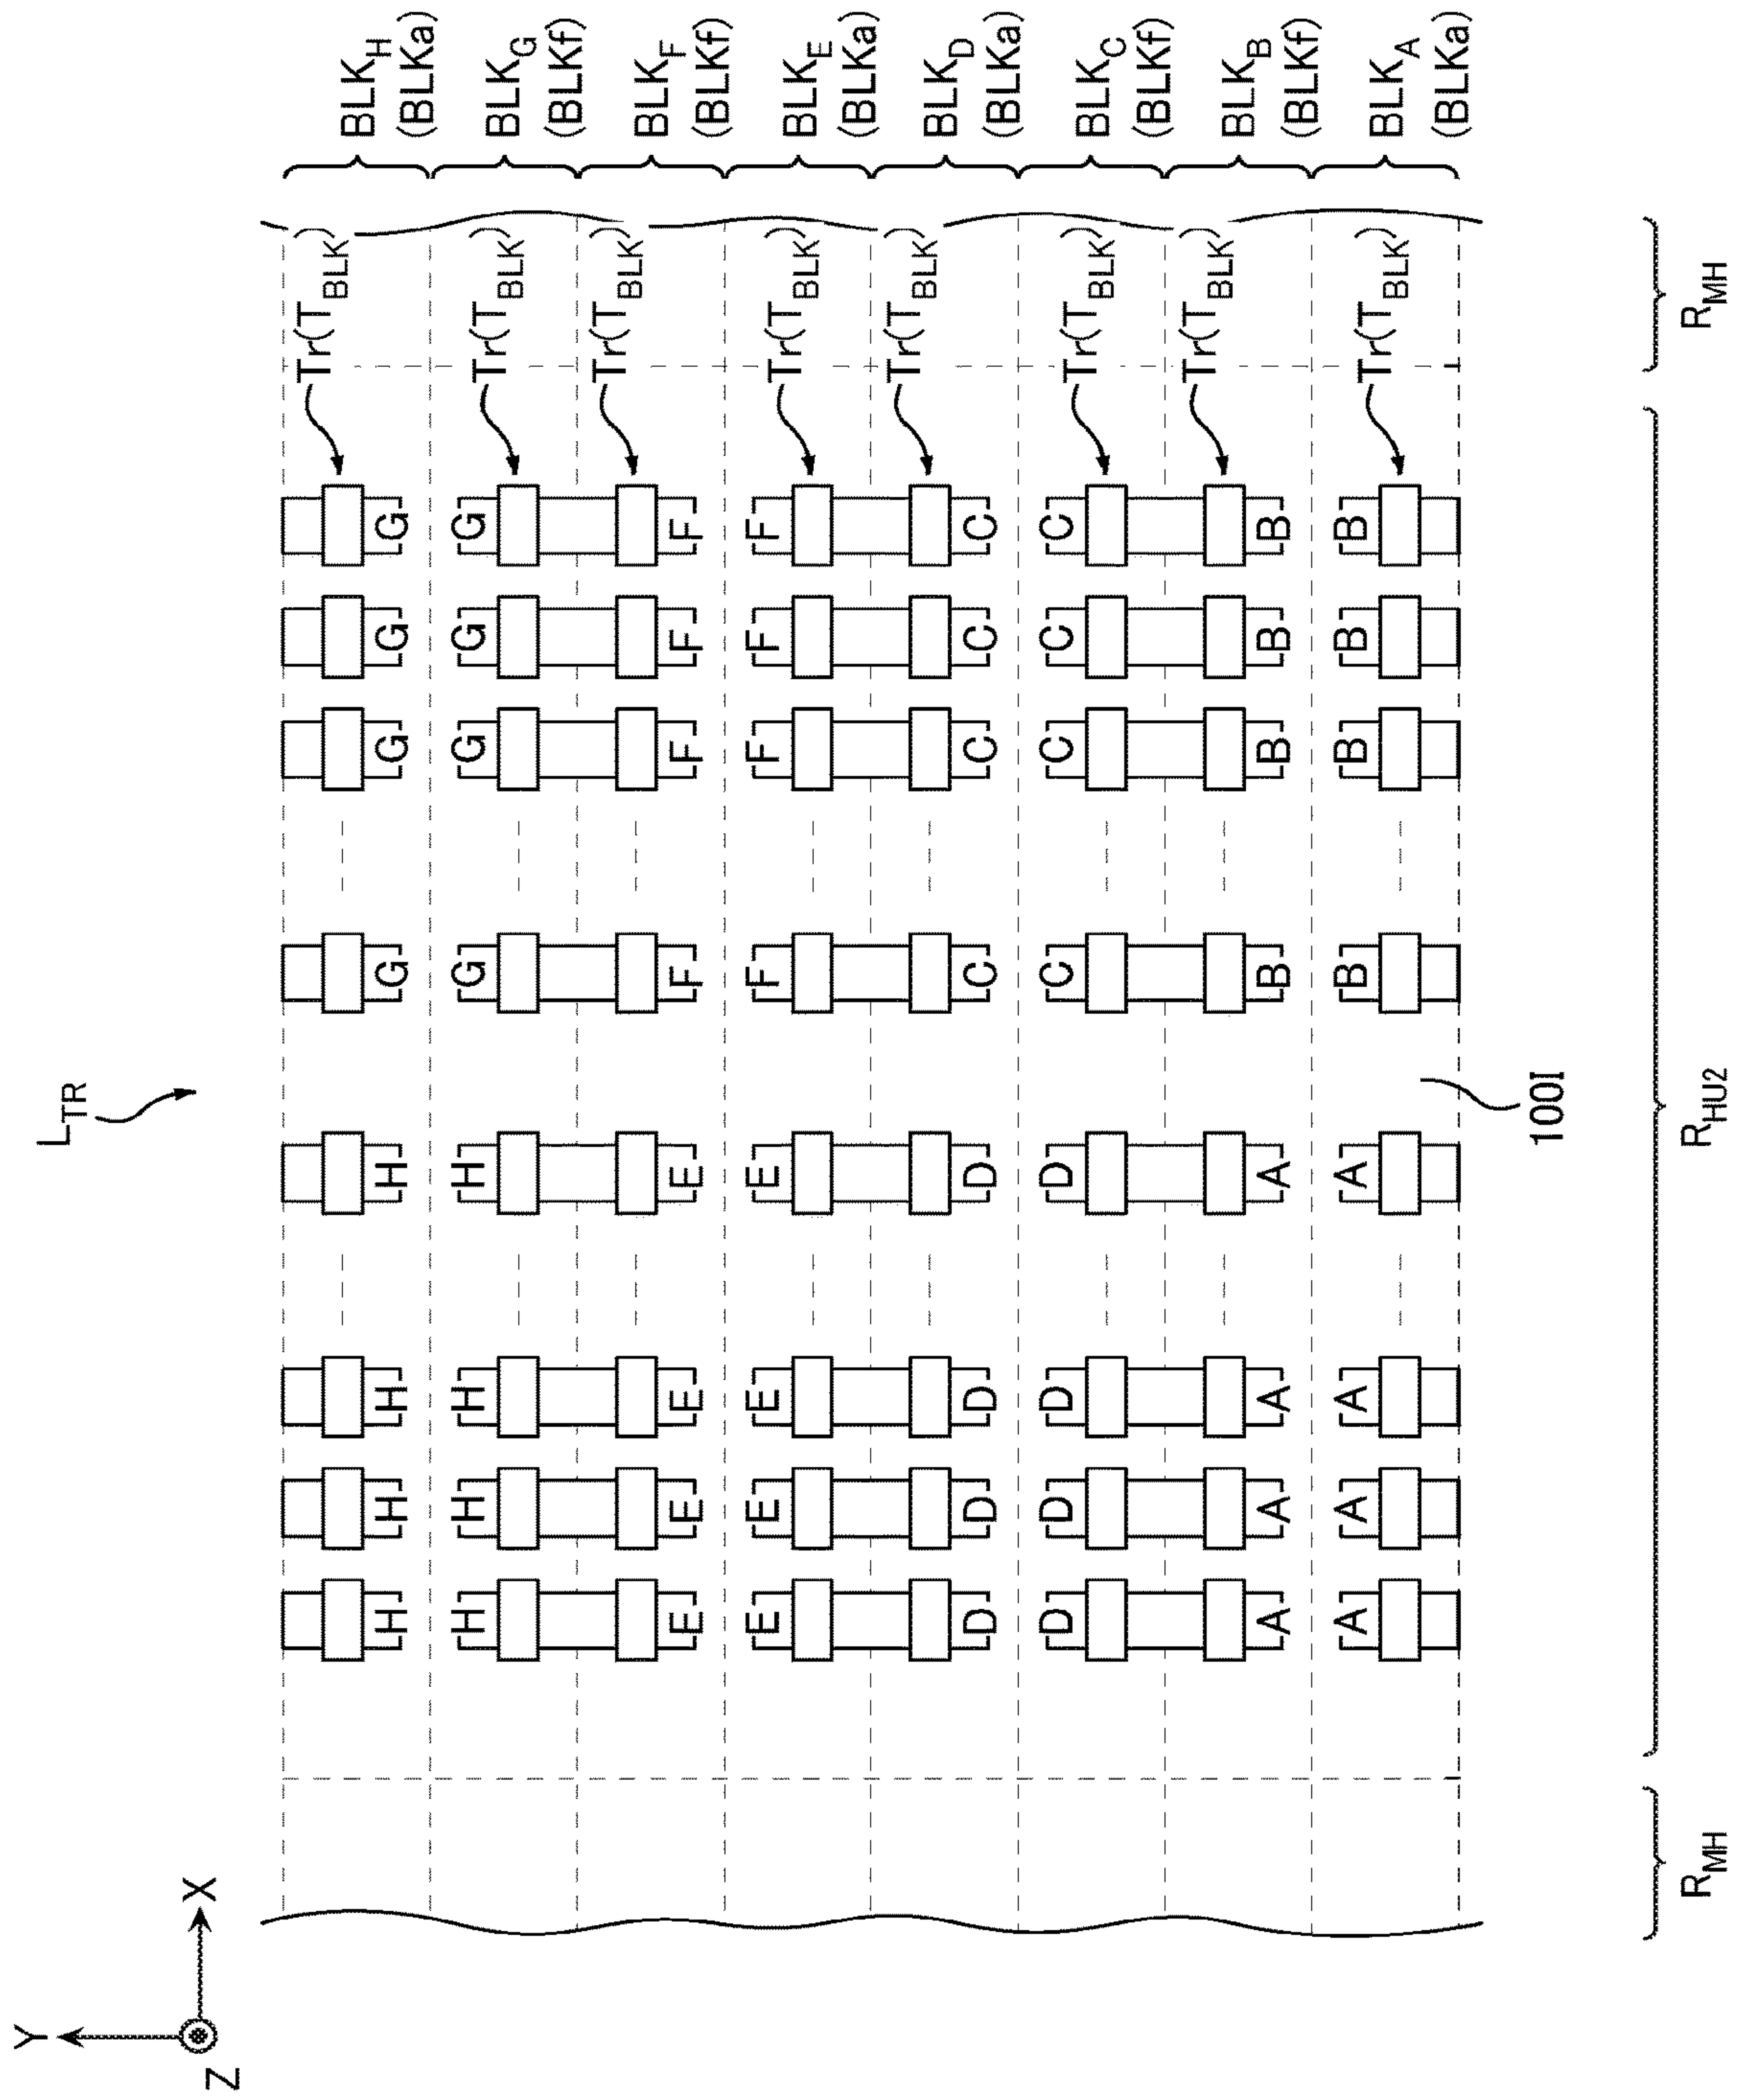 L_TR
Y
X
Z
Tr(T_BLK)
BLK_H
(BLKa)
H H H H G G G G
H H H H G G G G
Tr(T_BLK)
BLK_G
(BLKf)
Tr(T_BLK)
BLK_F
(BLKf)
E E E E F F F F
E E E E F F F F
Tr(T_BLK)
BLK_E
(BLKa)
Tr(T_BLK)
BLK_D
(BLKa)
D D D D C C C C
D D D D C C C C
Tr(T_BLK)
BLK_C
(BLKf)
Tr(T_BLK)
BLK_B
(BLKf)
A A A A B B B B
A A A A B B B B
Tr(T_BLK)
BLK_A
(BLKa)
100I
R_MH R_HU2 R_MH